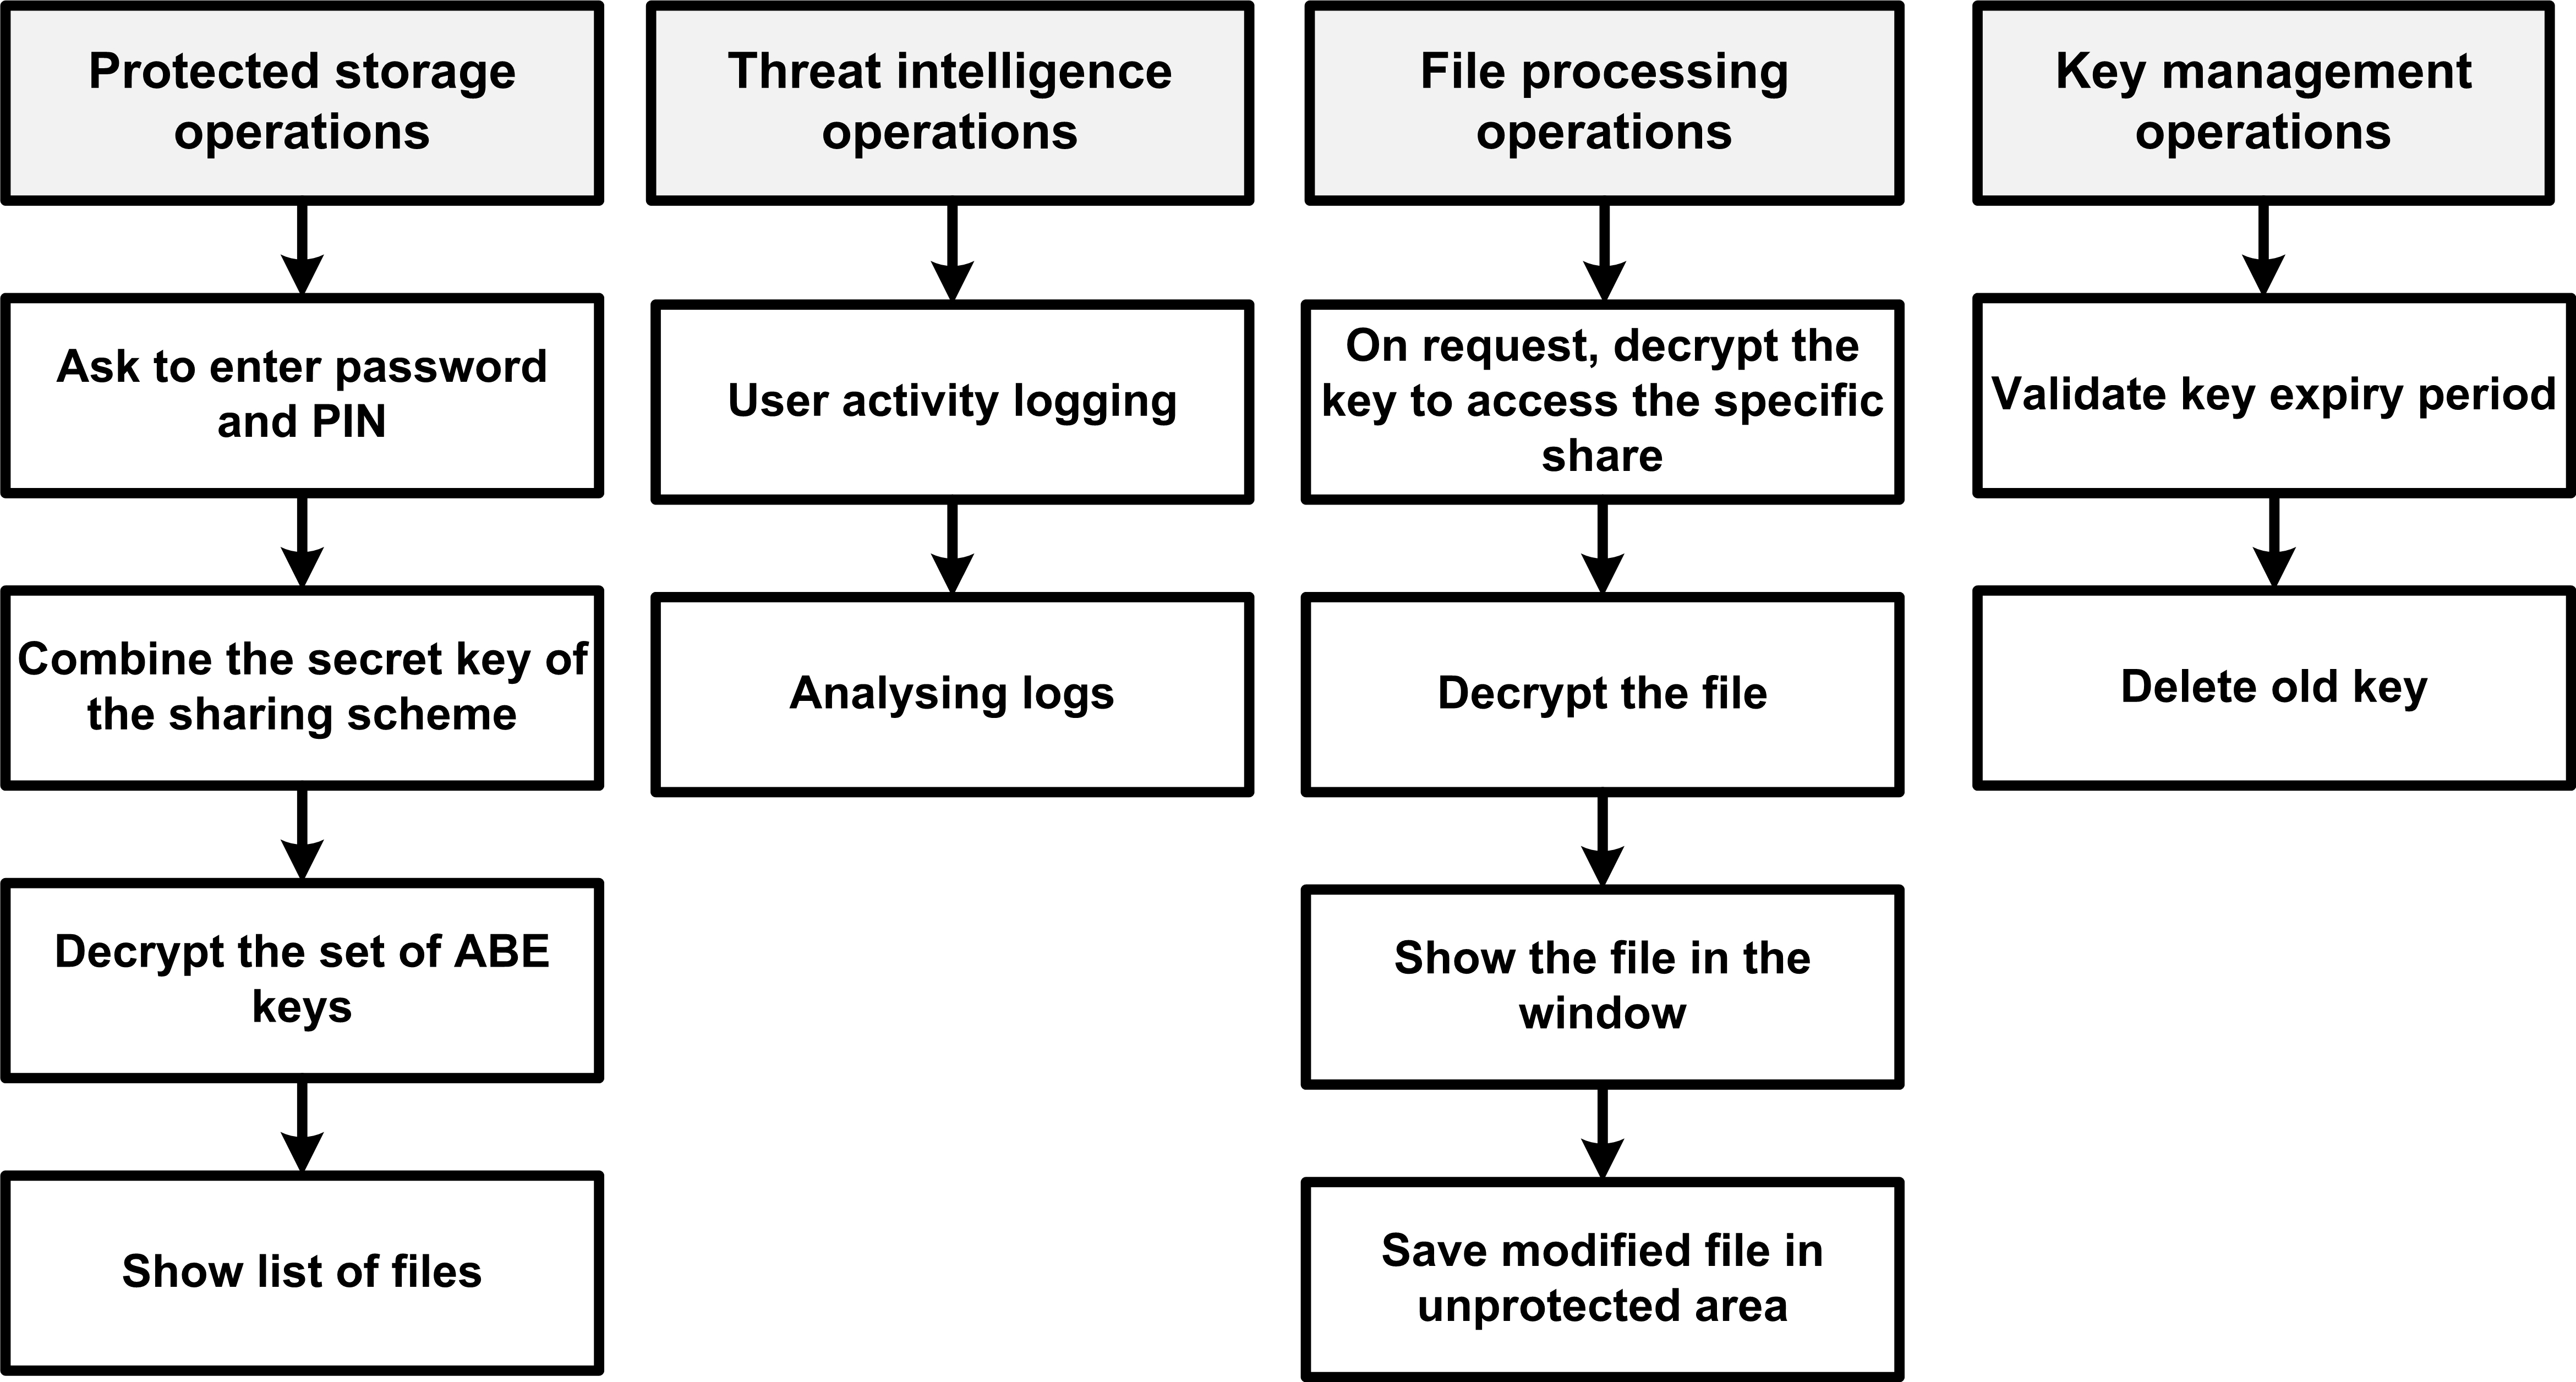 Protected storage
operations
Ask to enter password
and PIN
Combine the secret key of
the sharing scheme
Decrypt the set of ABE
keys
Show list of files
Threat intelligence
operations
User activity logging
Analysing logs
File processing
operations
On request, decrypt the
key to access the specific
share
Decrypt the file
Show the file in the
window
Save modified file in
unprotected area
Key management
operations
Validate key expiry period
Delete old key